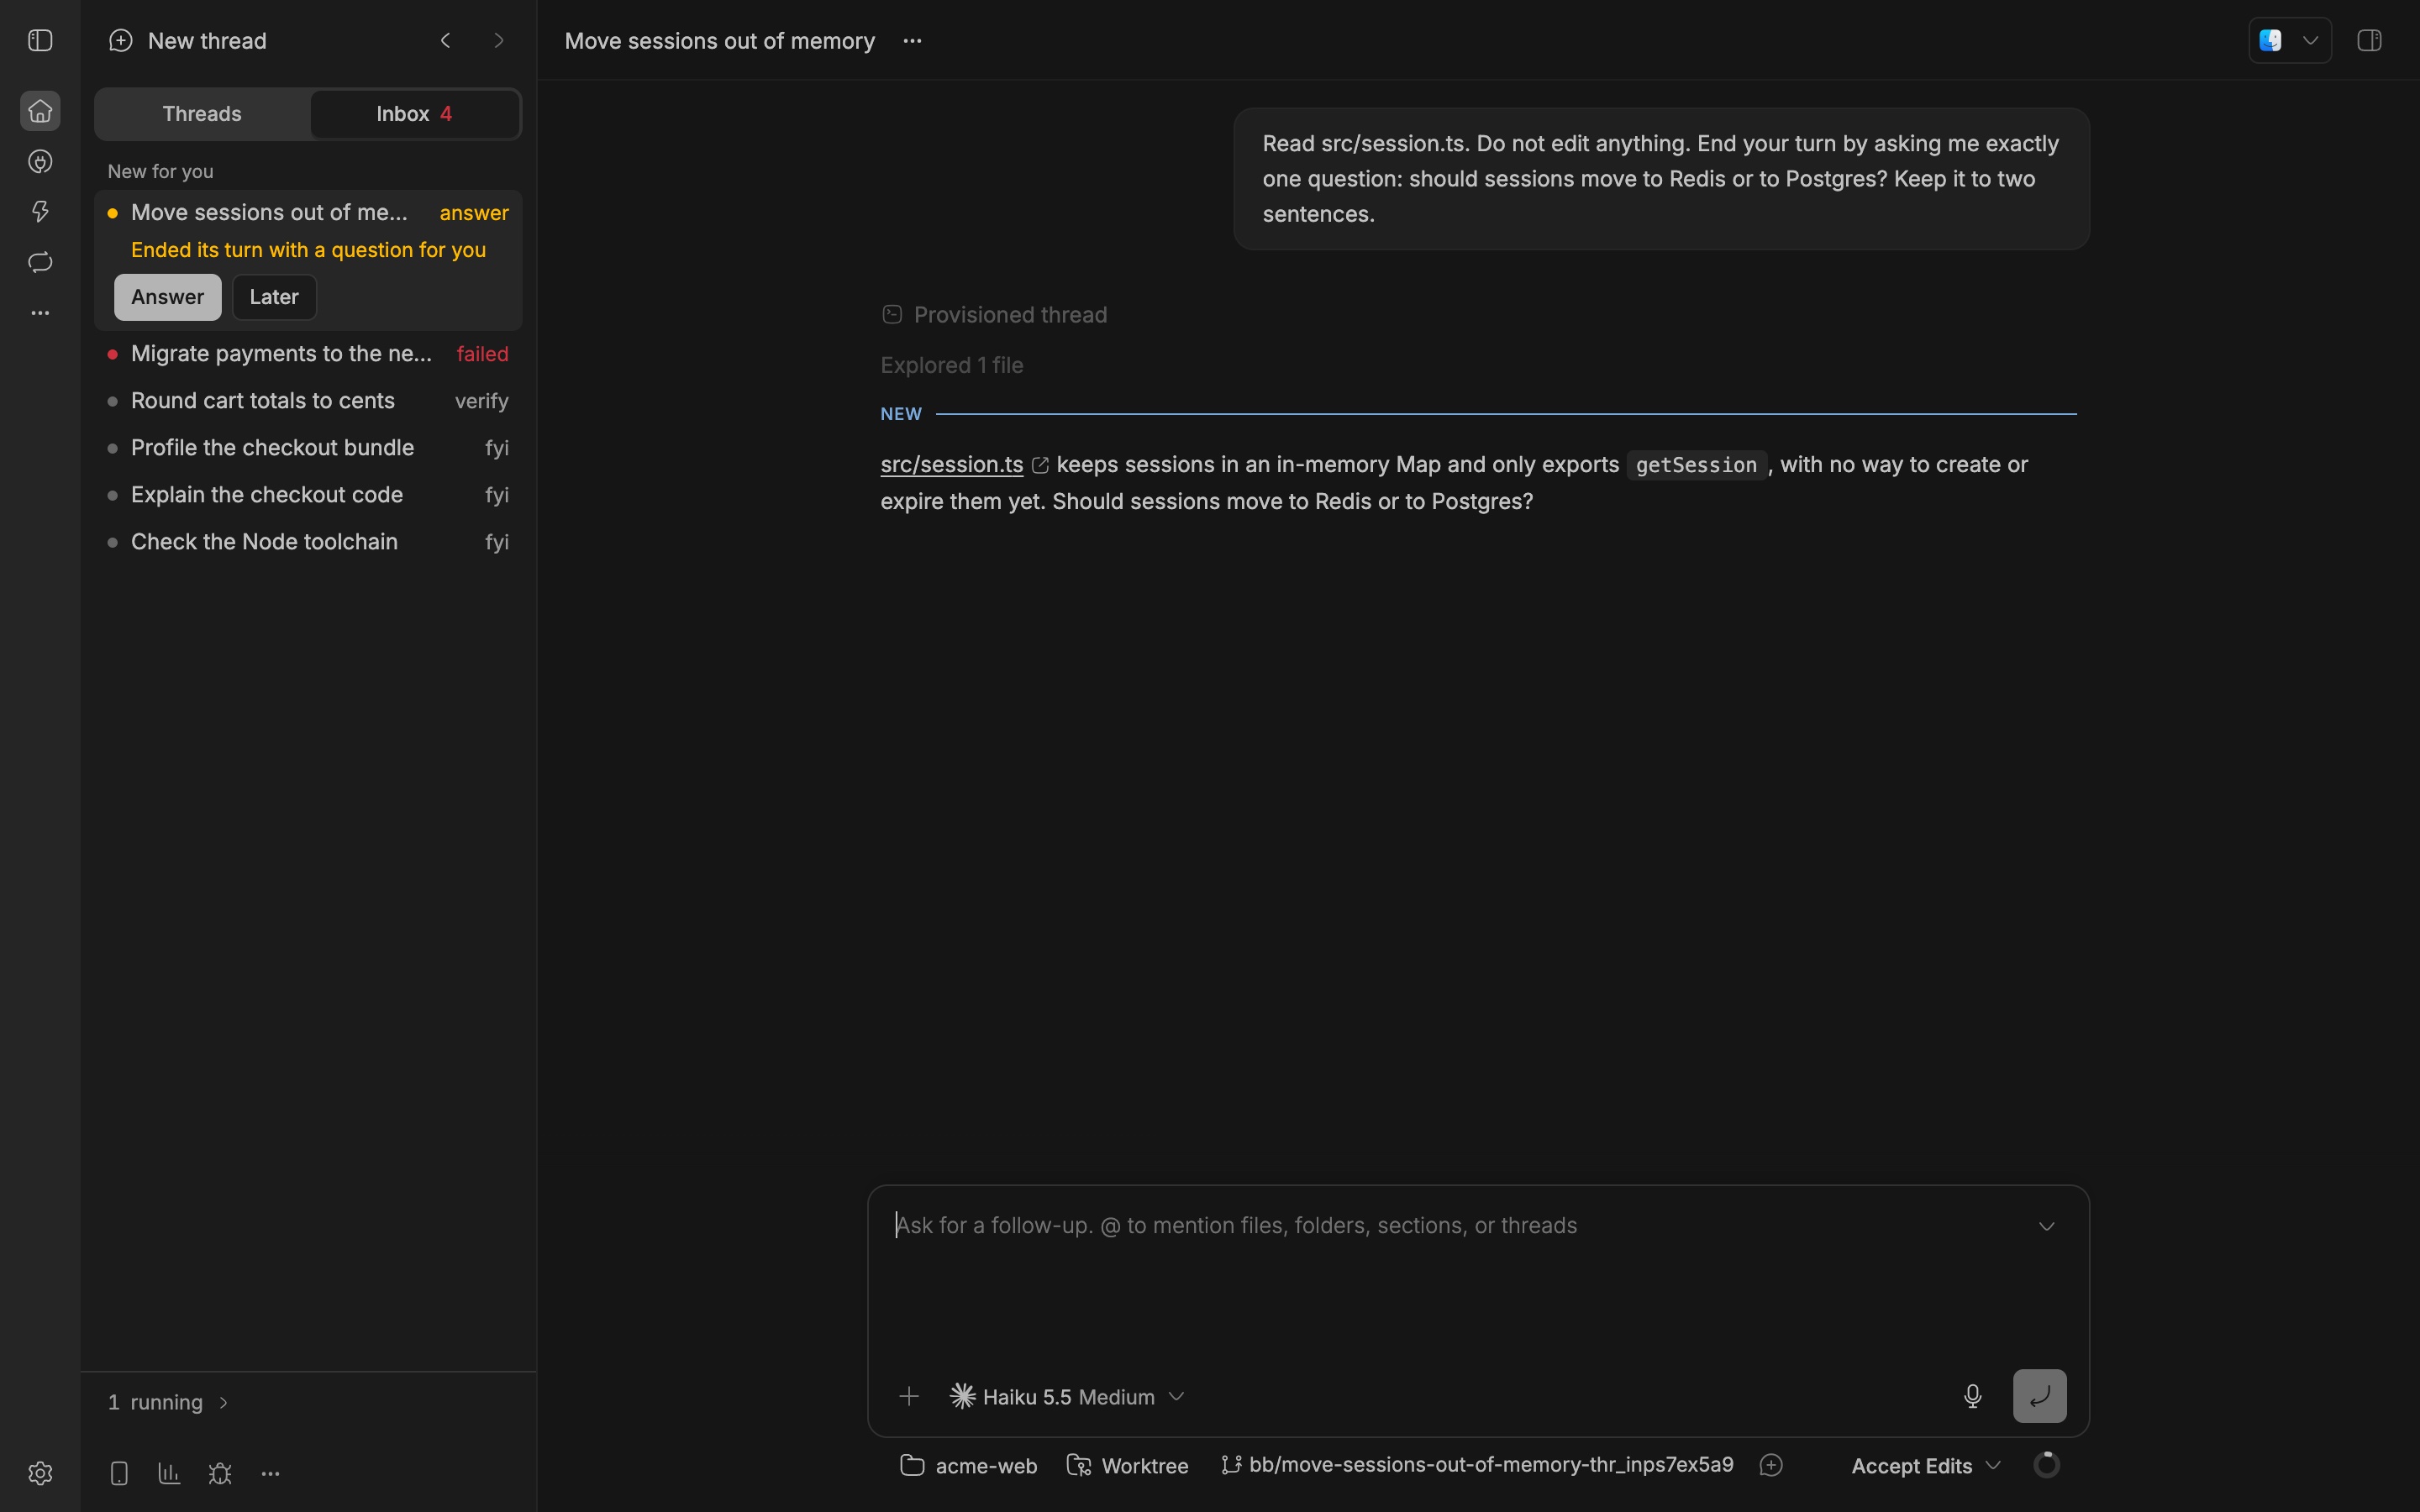 New thread
Threads
Inbox 4
New for you
Move sessions out of me... answer
Ended its turn with a question for you
Answer Later
Migrate payments to the ne... failed
Round cart totals to cents verify
Profile the checkout bundle fyi
Explain the checkout code fyi
Check the Node toolchain fyi
1 running
Move sessions out of memory
Read src/session.ts. Do not edit anything. End your turn by asking me exactly
one question: should sessions move to Redis or to Postgres? Keep it to two
sentences.
Provisioned thread
Explored 1 file
NEW
src/session.ts keeps sessions in an in-memory Map and only exports getSession, with no way to create or
expire them yet. Should sessions move to Redis or to Postgres?
Ask for a follow-up. @ to mention files, folders, sections, or threads
Haiku 5.5 Medium
acme-web Worktree bb/move-sessions-out-of-memory-thr_inps7ex5a9 Accept Edits